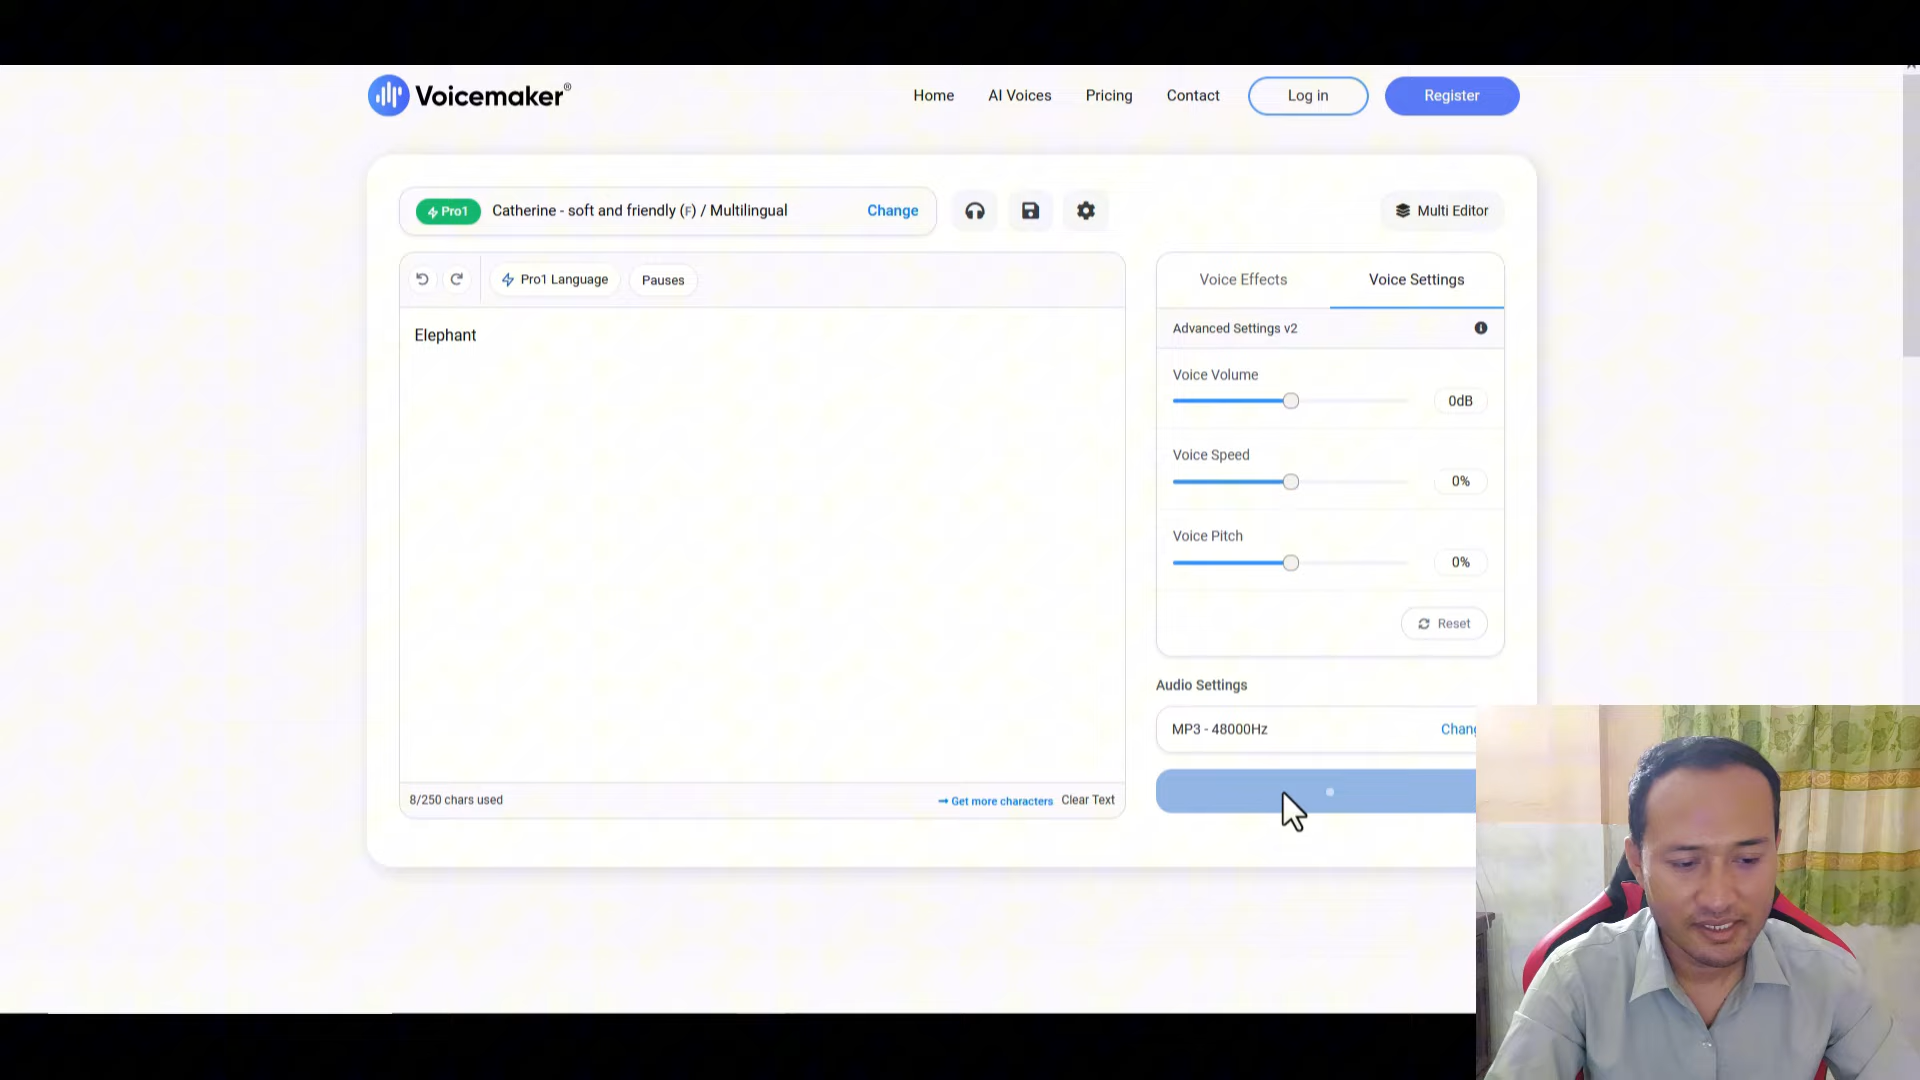 Voicemaker®
Home AI Voices Pricing Contact Log in Register
Pro1 Catherine - soft and friendly (F) / Multilingual Change
Multi Editor
Pro1 Language Pauses
Voice Effects Voice Settings
Elephant
Advanced Settings v2
Voice Volume
0dB
Voice Speed
0%
Voice Pitch
0%
Reset
Audio Settings
MP3 - 48000Hz Chang
8/250 chars used Get more characters Clear Text